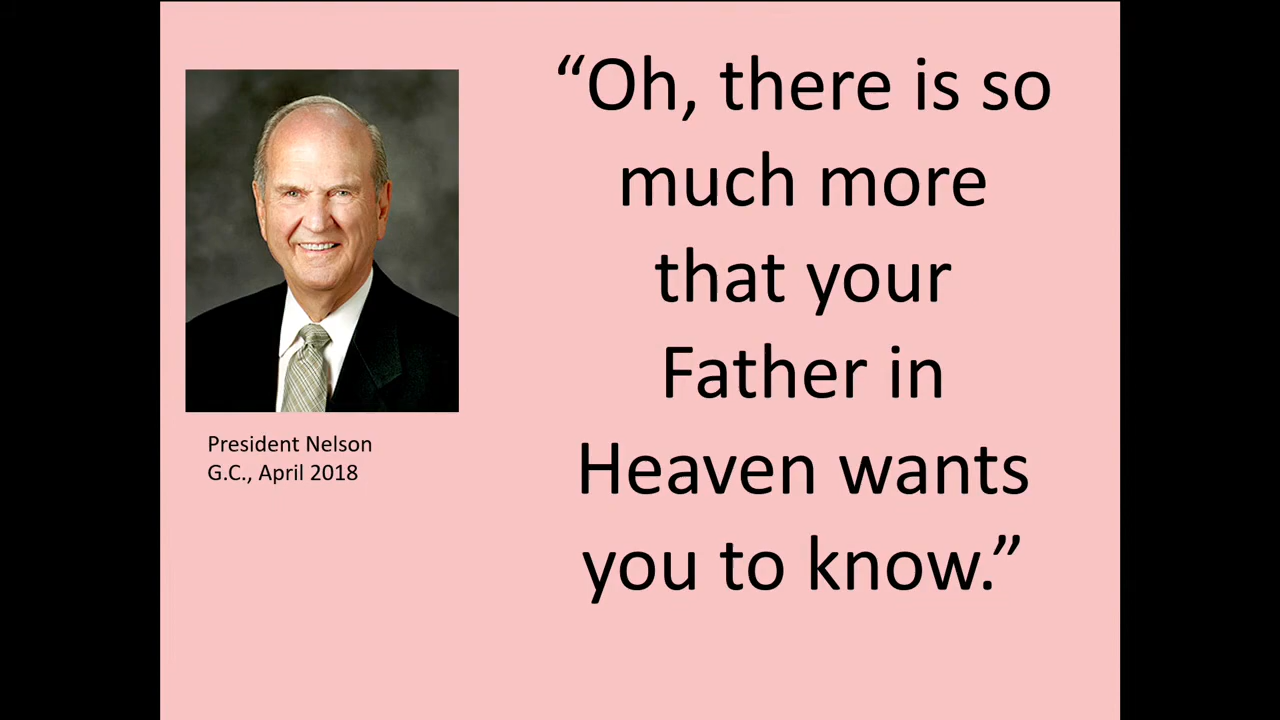 “Oh, there is so
much more
that your
Father in
Heaven wants
you to know.”
President Nelson
G.C., April 2018